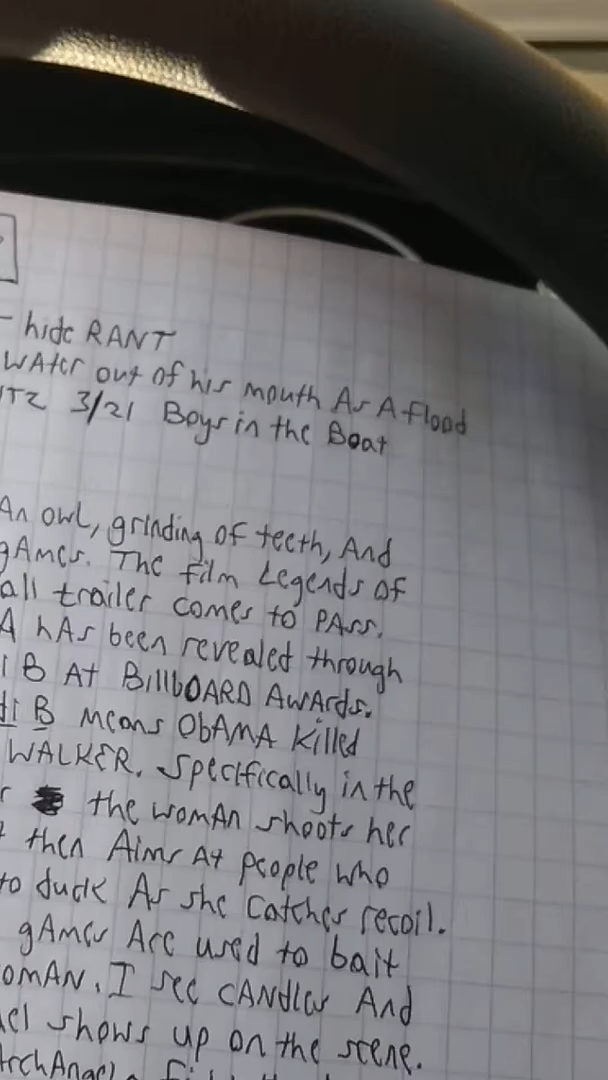 - hide RANT
WAter out of his mouth As A flood
3/21 Boys in the Boat
An owl, grinding of teeth, And
gAmes. The film Legends of
all trailer comes to PAss.
A hAs been revealed through
B At BillbOARD AwArds.
B MeAns ObAMA killed
WALKER. Specifically in the
the womAn shoots her
then Aims At people who
to duck As she catches recoil.
gAmes Are used to bait
I see cANdles And
shows up on the scene.